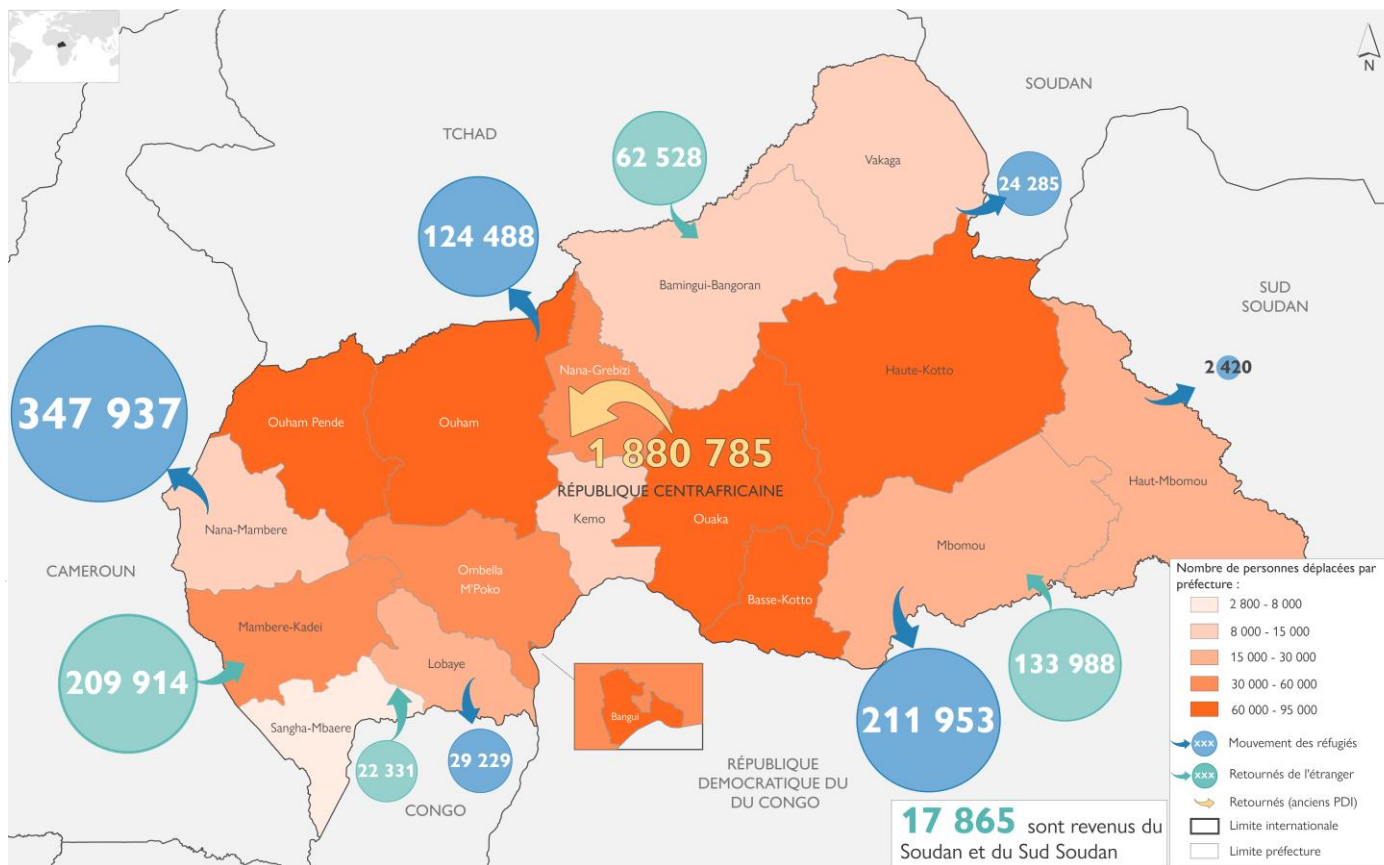 N
SOUDAN
TCHAD
62 528
Vakaga
24 285
124 488
Bamingui-Bangoran
SUD
SOUDAN
2 420
Nana-Grebizi
Haute-Kotto
347 937
Ouham Pende
Ouham
1 880 785
RÉPUBLIQUE CENTRAFRICAINE
Haut-Mbomou
Nana-Mambere
Kemo
Ouaka
Mbomou
CAMEROUN
Ombella
M'Poko
Basse-Kotto
Mambere-Kadei
Lobaye
209 914
133 988
Sangha-Mbaere
Bangui
211 953
22 331
29 229
CONGO
RÉPUBLIQUE
DEMOCRATIQUE DU
DU CONGO
17 865 sont revenus du
Soudan et du Sud Soudan
Nombre de personnes déplacées par
préfecture :
2 800 - 8 000
8 000 - 15 000
15 000 - 30 000
30 000 - 60 000
60 000 - 95 000
xxx Mouvement des réfugiés
xxx Retournés de l'étranger
Retournés (anciens PDI)
Limite internationale
Limite préfecture